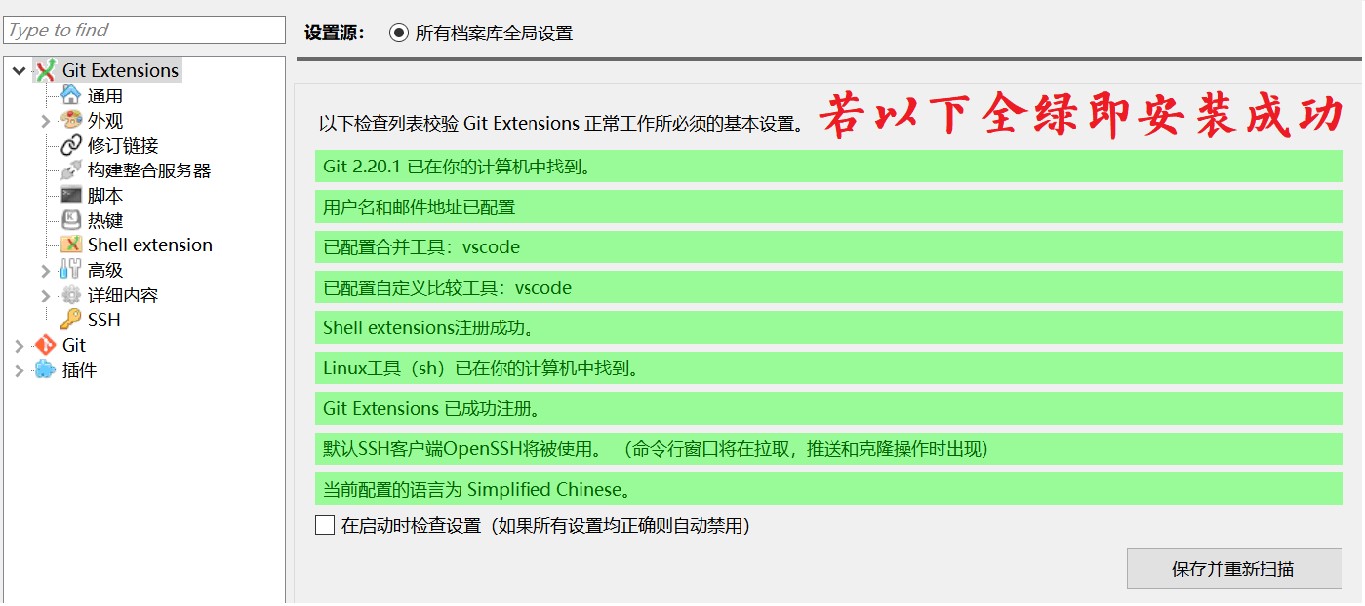 Type to find
设置源： 所有档案库全局设置
Git Extensions
通用
外观
修订链接
构建整合服务器
脚本
热键
Shell extension
高级
详细内容
SSH
Git
插件
以下检查列表校验 Git Extensions 正常工作所必须的基本设置。
若以下全绿即安装成功
Git 2.20.1 已在你的计算机中找到。
用户名和邮件地址已配置
已配置合并工具：vscode
已配置自定义比较工具：vscode
Shell extensions注册成功。
Linux工具（sh）已在你的计算机中找到。
Git Extensions 已成功注册。
默认SSH客户端OpenSSH将被使用。 （命令行窗口将在拉取，推送和克隆操作时出现)
当前配置的语言为 Simplified Chinese。
在启动时检查设置（如果所有设置均正确则自动禁用）
保存并重新扫描